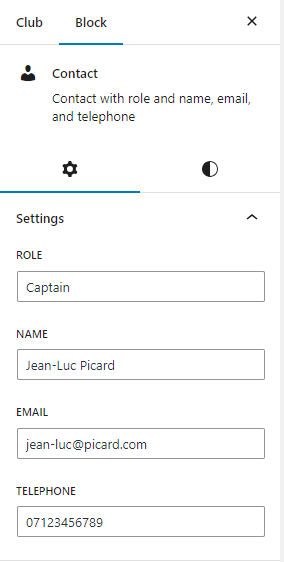 Club Block
Contact
Contact with role and name, email,
and telephone
Settings
ROLE
Captain
NAME
Jean-Luc Picard
EMAIL
jean-luc@picard.com
TELEPHONE
07123456789